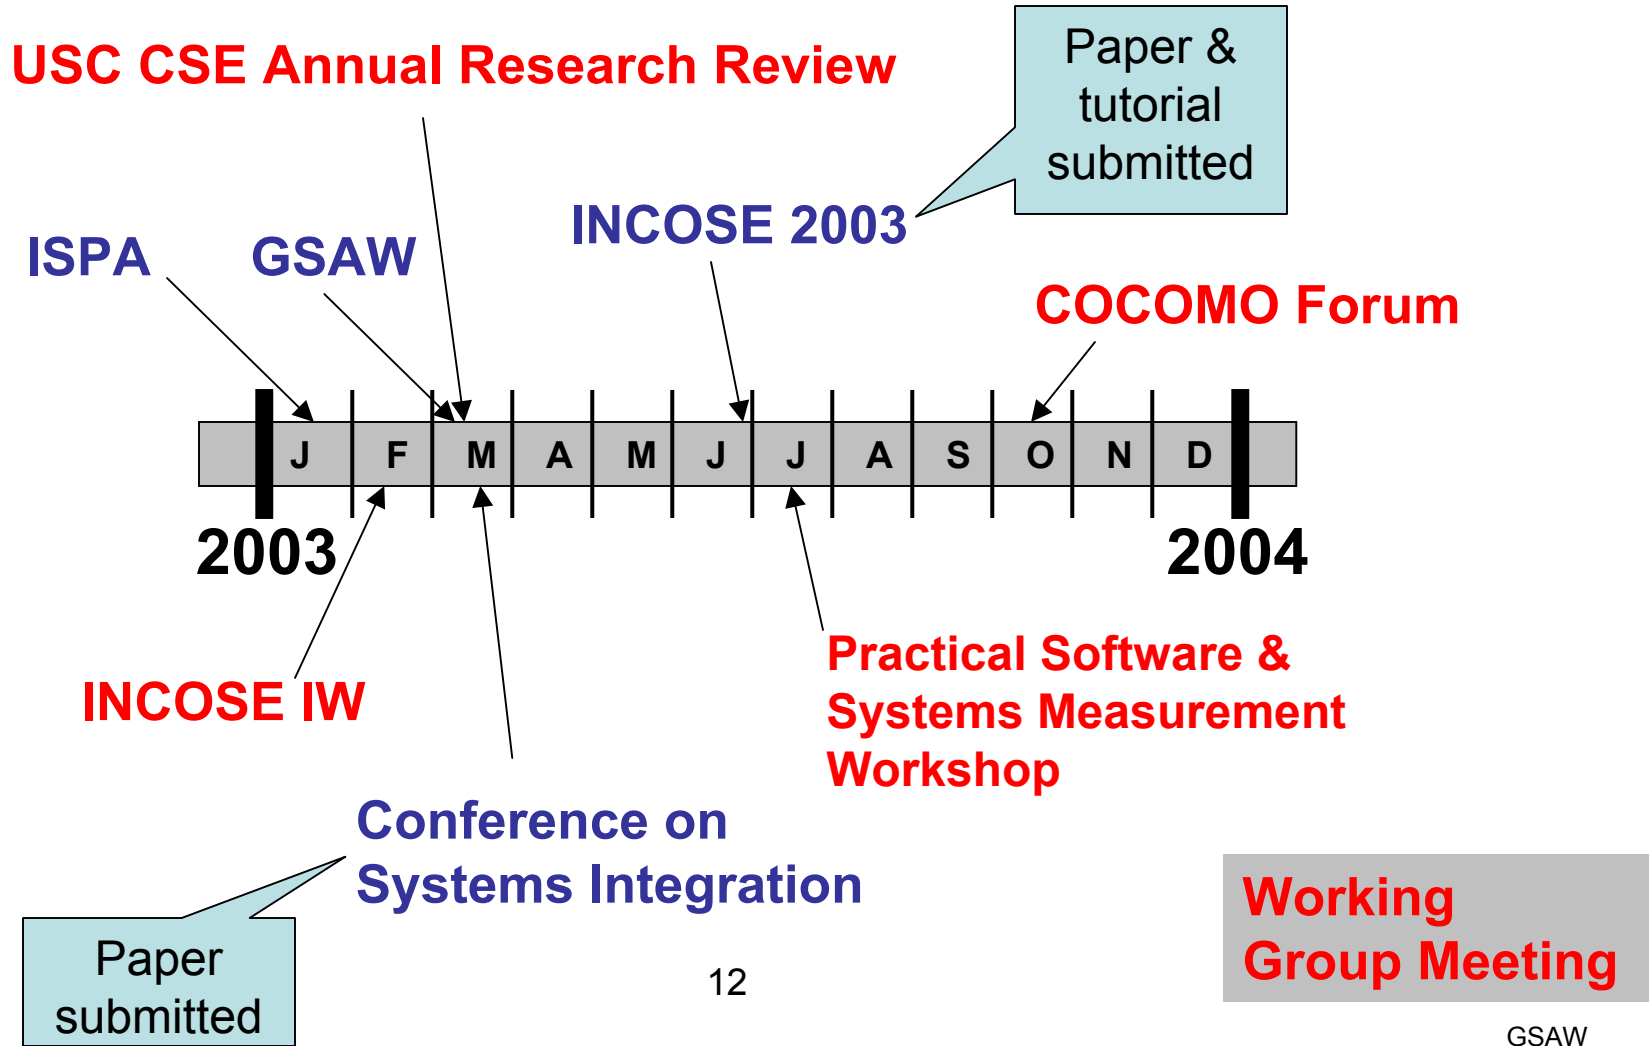 USC CSE Annual Research Review
Paper &
tutorial
submitted
ISPA
GSAW
INCOSE 2003
COCOMO Forum
J F M A M J J A S O N D
2003
2004
INCOSE IW
Practical Software &
Systems Measurement
Workshop
Conference on
Systems Integration
Paper
submitted
Working
Group Meeting
12
GSAW